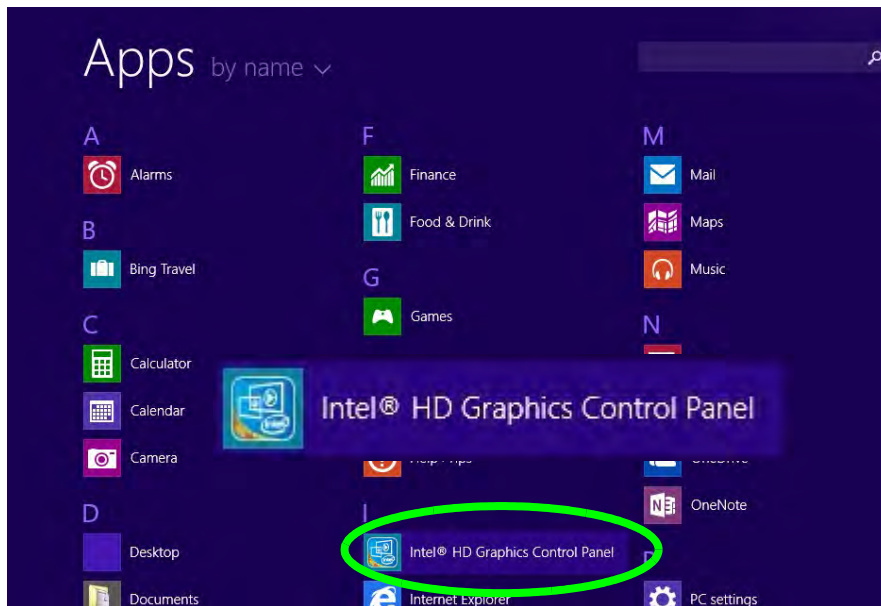 Apps by name
A
Alarms
B
Bing Travel
C
Calculator
Calendar
Camera
D
Desktop
Documents
F
Finance
Food & Drink
G
Games
Intel® HD Graphics Control Panel
I
Intel® HD Graphics Control Panel
Internet Explorer
M
Mail
Maps
Music
N
OneDrive
OneNote
P
PC settings